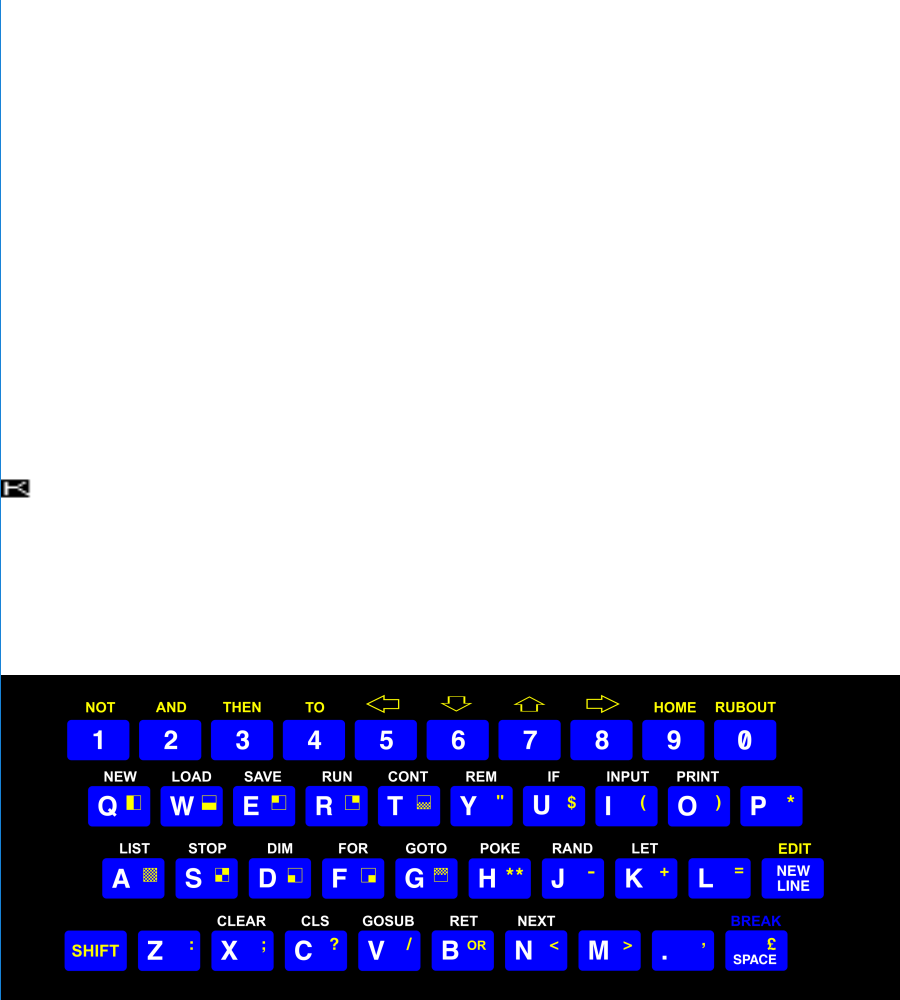 K
NOT AND THEN TO HOME RUBOUT
1 2 3 4 5 6 7 8 9 0
NEW LOAD SAVE RUN CONT REM IF INPUT PRINT
Q W E R T Y " U $ I ( O ) P *
LIST STOP DIM FOR GOTO POKE RAND LET EDIT
A S D F G H ** J - K + L = NEW
LINE
CLEAR CLS GOSUB RET NEXT BREAK
SHIFT Z : X ; C ? V / B OR N < M > . , £
SPACE